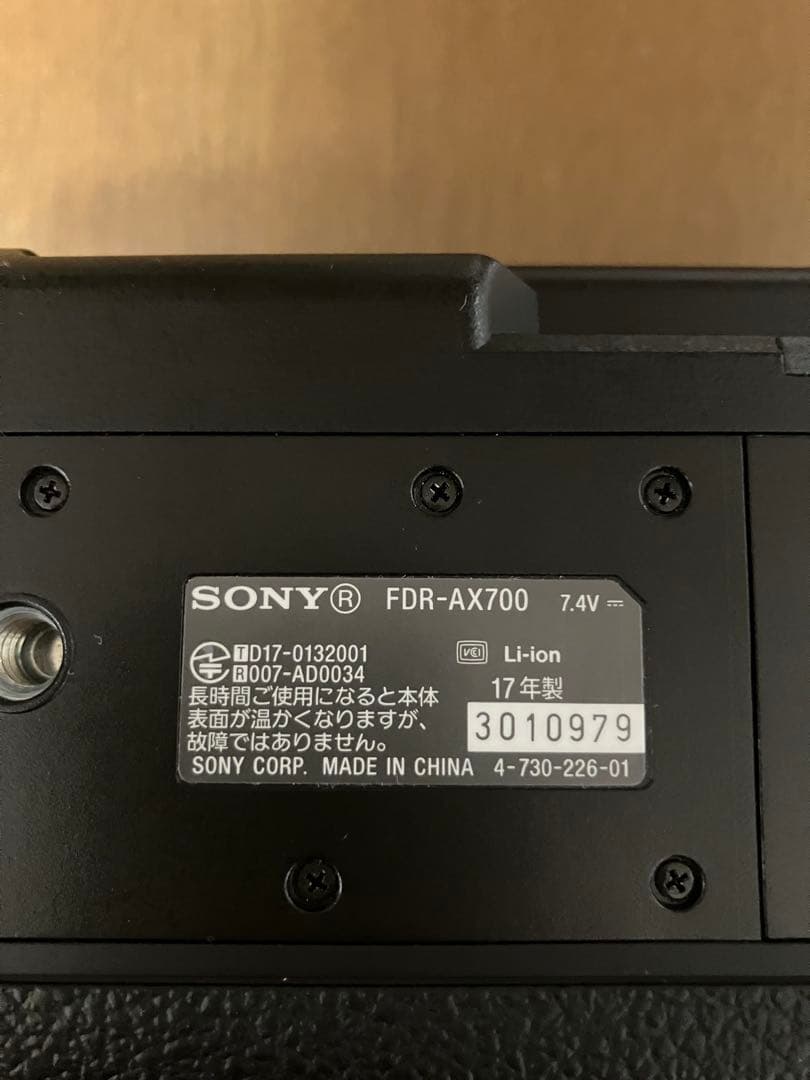 SONY® FDR-AX700 7.4V ⎓
TD17-0132001
R007-AD0034
VCI Li-ion
17年製
長時間ご使用になると本体
表面が温かくなりますが、
故障ではありません。
3010979
SONY CORP. MADE IN CHINA 4-730-226-01